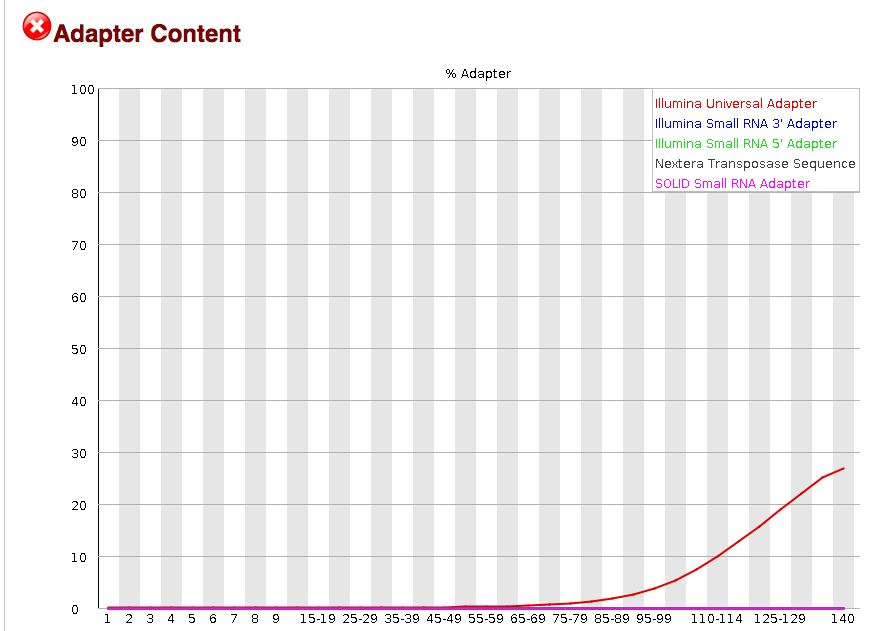 Adapter Content
% Adapter
100
Illumina Universal Adapter
Illumina Small RNA 3' Adapter
Illumina Small RNA 5' Adapter
Nextera Transposase Sequence
SOLID Small RNA Adapter
90
80
70
60
50
40
30
20
10
0
1 2 3 4 5 6 7 8 9 15-19 25-29 35-39 45-49 55-59 65-69 75-79 85-89 95-99 110-114 125-129 140